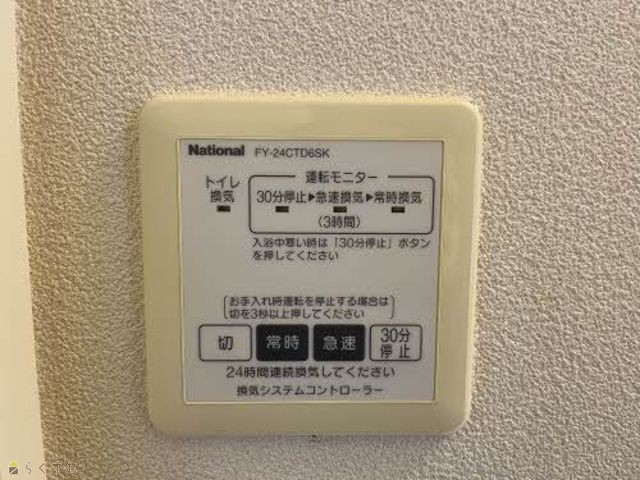 National FY-24CTD6SK
運転モニター
トイレ
換気
30分停止▶急速換気▶常時換気
(3時間)
入浴中寒い時は「30分停止」ボタン
を押してください
お手入れ時運転を停止する場合は
切を3秒以上押してください
切 常時 急速 30分
停止
24時間連続換気してください
換気システムコントローラー